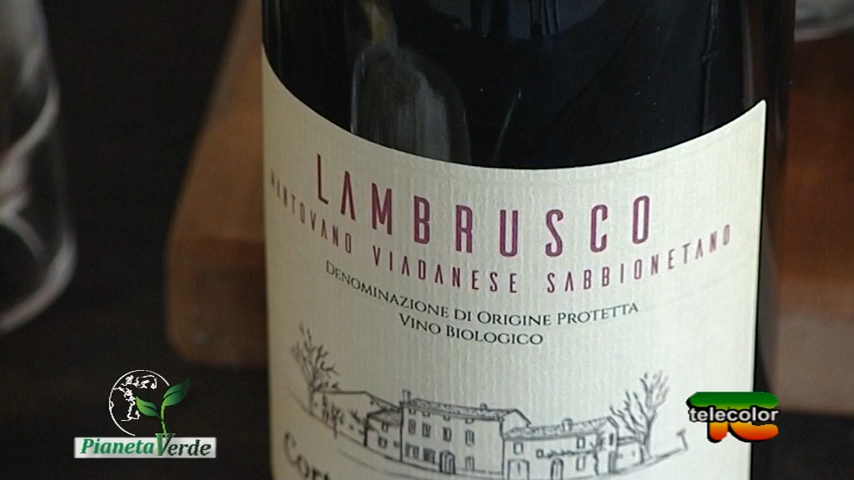 LAMBRUSCO
MANTOVANO VIADANESE SABBIONETANO
DENOMINAZIONE DI ORIGINE PROTETTA
VINO BIOLOGICO
Pianeta Verde
telecolor